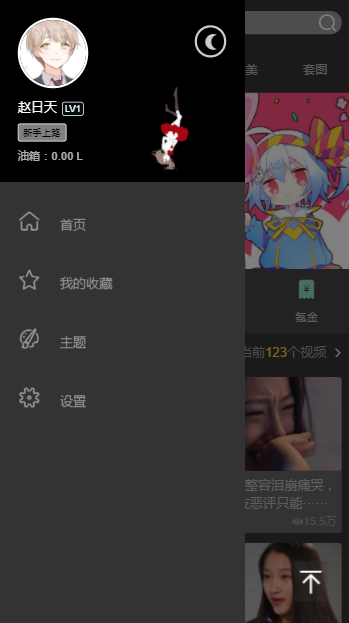 赵日天 LV1
新手上路
油箱：0.00 L
首页
我的收藏
主题
设置
美
套图
¥
氪金
当前123个视频
整容泪崩痛哭，
友恶评只能……
15.5万